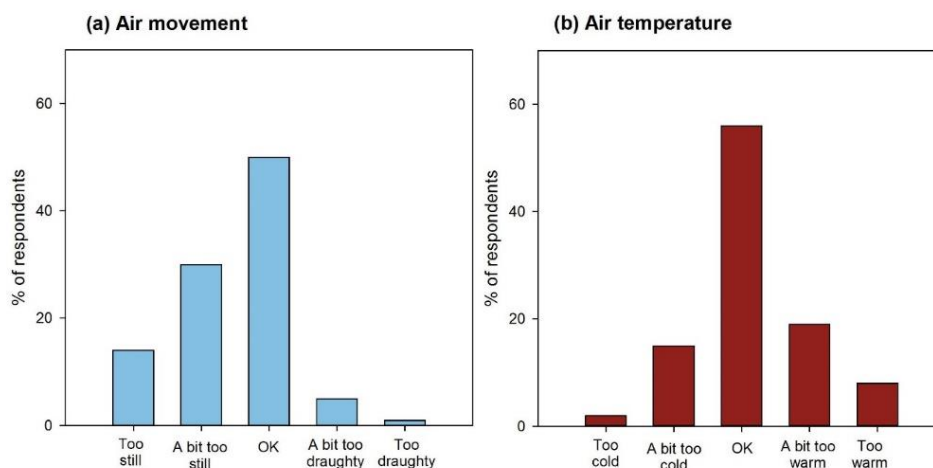 (a) Air movement
% of respondents
60
40
20
0
Too
still
A bit too
still
OK
A bit too
draughty
Too
draughty
(b) Air temperature
% of respondents
60
40
20
0
Too
cold
A bit too
cold
OK
A bit too
warm
Too
warm